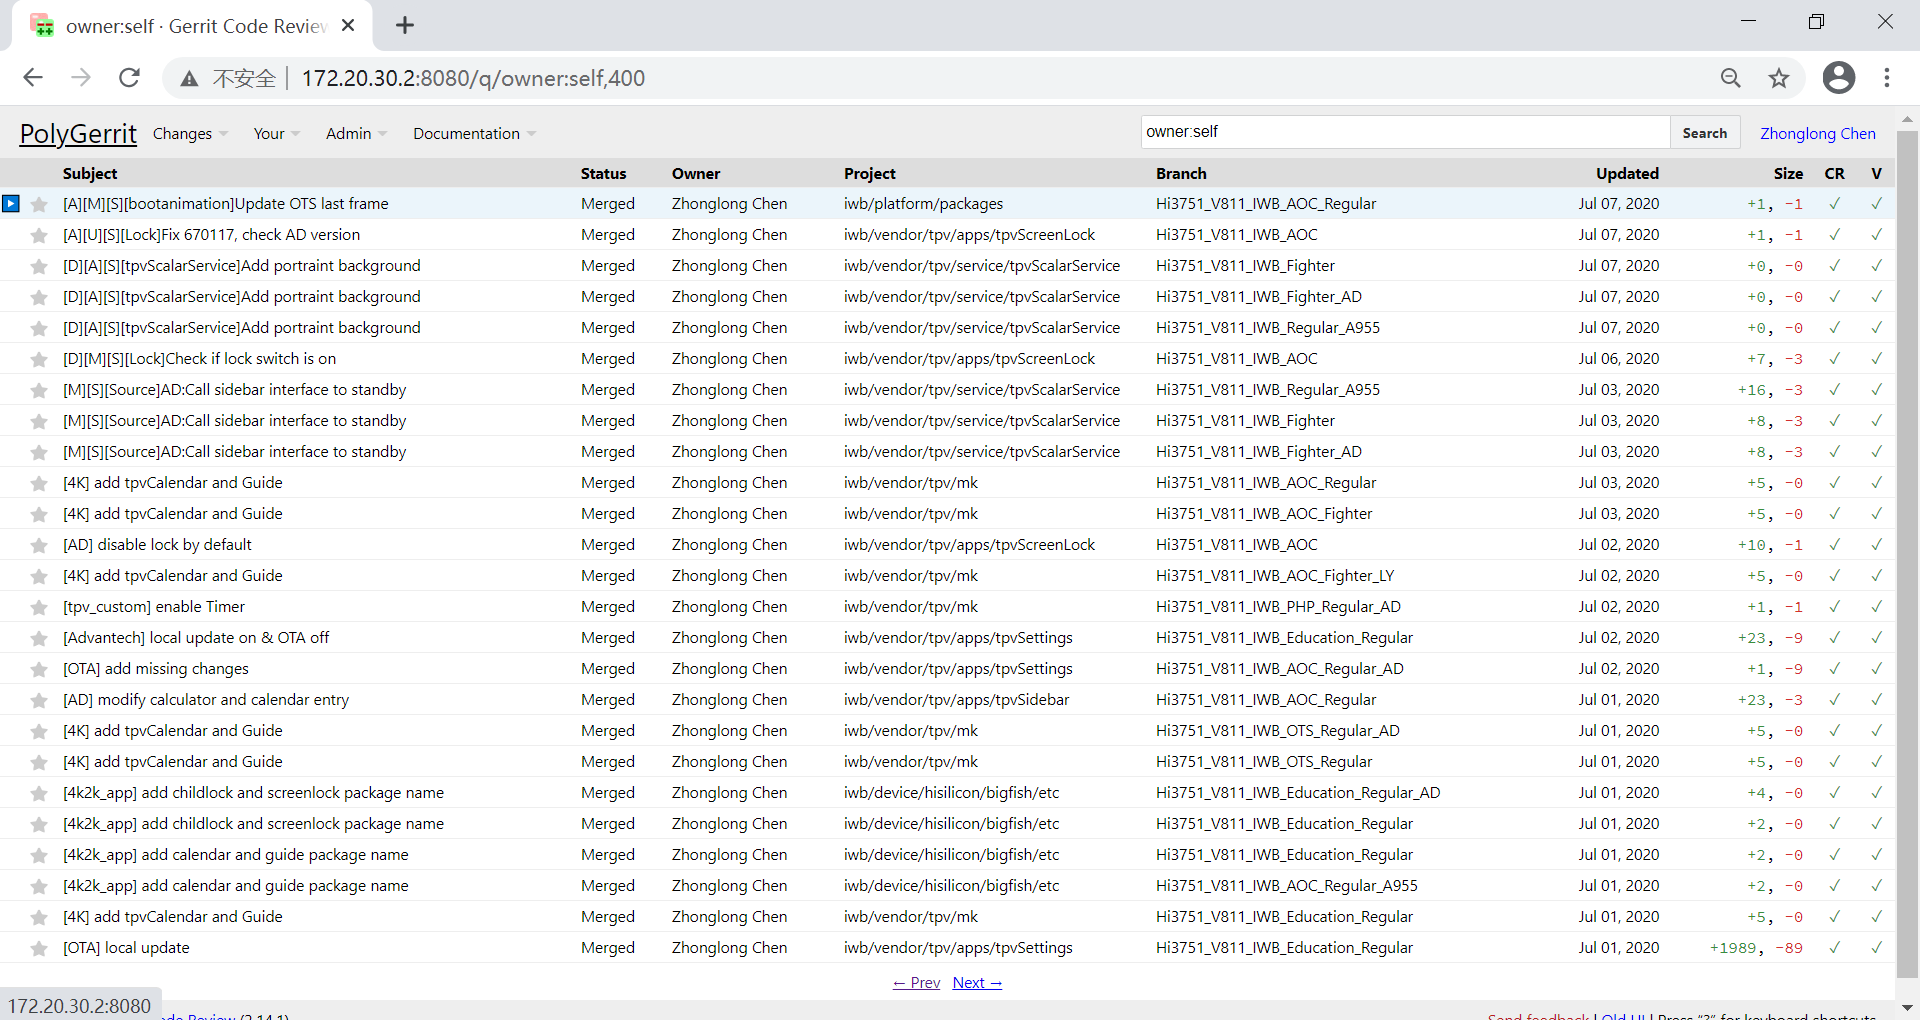 owner:self · Gerrit Code Review
不安全 172.20.30.2:8080/q/owner:self,400
PolyGerrit Changes Your Admin Documentation owner:self Search Zhonglong Chen
Subject Status Owner Project Branch Updated Size CR V
[A][M][S][bootanimation]Update OTS last frame Merged Zhonglong Chen iwb/platform/packages Hi3751_V811_IWB_AOC_Regular Jul 07, 2020 +1, -1 ✓ ✓
[A][U][S][Lock]Fix 670117, check AD version Merged Zhonglong Chen iwb/vendor/tpv/apps/tpvScreenLock Hi3751_V811_IWB_AOC Jul 07, 2020 +1, -1 ✓ ✓
[D][A][S][tpvScalarService]Add portraint background Merged Zhonglong Chen iwb/vendor/tpv/service/tpvScalarService Hi3751_V811_IWB_Fighter Jul 07, 2020 +0, -0 ✓ ✓
[D][A][S][tpvScalarService]Add portraint background Merged Zhonglong Chen iwb/vendor/tpv/service/tpvScalarService Hi3751_V811_IWB_Fighter_AD Jul 07, 2020 +0, -0 ✓ ✓
[D][A][S][tpvScalarService]Add portraint background Merged Zhonglong Chen iwb/vendor/tpv/service/tpvScalarService Hi3751_V811_IWB_Regular_A955 Jul 07, 2020 +0, -0 ✓ ✓
[D][M][S][Lock]Check if lock switch is on Merged Zhonglong Chen iwb/vendor/tpv/apps/tpvScreenLock Hi3751_V811_IWB_AOC Jul 06, 2020 +7, -3 ✓ ✓
[M][S][Source]AD:Call sidebar interface to standby Merged Zhonglong Chen iwb/vendor/tpv/service/tpvScalarService Hi3751_V811_IWB_Regular_A955 Jul 03, 2020 +16, -3 ✓ ✓
[M][S][Source]AD:Call sidebar interface to standby Merged Zhonglong Chen iwb/vendor/tpv/service/tpvScalarService Hi3751_V811_IWB_Fighter Jul 03, 2020 +8, -3 ✓ ✓
[M][S][Source]AD:Call sidebar interface to standby Merged Zhonglong Chen iwb/vendor/tpv/service/tpvScalarService Hi3751_V811_IWB_Fighter_AD Jul 03, 2020 +8, -3 ✓ ✓
[4K] add tpvCalendar and Guide Merged Zhonglong Chen iwb/vendor/tpv/mk Hi3751_V811_IWB_AOC_Regular Jul 03, 2020 +5, -0 ✓ ✓
[4K] add tpvCalendar and Guide Merged Zhonglong Chen iwb/vendor/tpv/mk Hi3751_V811_IWB_AOC_Fighter Jul 03, 2020 +5, -0 ✓ ✓
[AD] disable lock by default Merged Zhonglong Chen iwb/vendor/tpv/apps/tpvScreenLock Hi3751_V811_IWB_AOC Jul 02, 2020 +10, -1 ✓ ✓
[4K] add tpvCalendar and Guide Merged Zhonglong Chen iwb/vendor/tpv/mk Hi3751_V811_IWB_AOC_Fighter_LY Jul 02, 2020 +5, -0 ✓ ✓
[tpv_custom] enable Timer Merged Zhonglong Chen iwb/vendor/tpv/mk Hi3751_V811_IWB_PHP_Regular_AD Jul 02, 2020 +1, -1 ✓ ✓
[Advantech] local update on & OTA off Merged Zhonglong Chen iwb/vendor/tpv/apps/tpvSettings Hi3751_V811_IWB_Education_Regular Jul 02, 2020 +23, -9 ✓ ✓
[OTA] add missing changes Merged Zhonglong Chen iwb/vendor/tpv/apps/tpvSettings Hi3751_V811_IWB_AOC_Regular_AD Jul 02, 2020 +1, -9 ✓ ✓
[AD] modify calculator and calendar entry Merged Zhonglong Chen iwb/vendor/tpv/apps/tpvSidebar Hi3751_V811_IWB_AOC_Regular Jul 01, 2020 +23, -3 ✓ ✓
[4K] add tpvCalendar and Guide Merged Zhonglong Chen iwb/vendor/tpv/mk Hi3751_V811_IWB_OTS_Regular_AD Jul 01, 2020 +5, -0 ✓ ✓
[4K] add tpvCalendar and Guide Merged Zhonglong Chen iwb/vendor/tpv/mk Hi3751_V811_IWB_OTS_Regular Jul 01, 2020 +5, -0 ✓ ✓
[4k2k_app] add childlock and screenlock package name Merged Zhonglong Chen iwb/device/hisilicon/bigfish/etc Hi3751_V811_IWB_Education_Regular_AD Jul 01, 2020 +4, -0 ✓ ✓
[4k2k_app] add childlock and screenlock package name Merged Zhonglong Chen iwb/device/hisilicon/bigfish/etc Hi3751_V811_IWB_Education_Regular Jul 01, 2020 +2, -0 ✓ ✓
[4k2k_app] add calendar and guide package name Merged Zhonglong Chen iwb/device/hisilicon/bigfish/etc Hi3751_V811_IWB_Education_Regular Jul 01, 2020 +2, -0 ✓ ✓
[4k2k_app] add calendar and guide package name Merged Zhonglong Chen iwb/device/hisilicon/bigfish/etc Hi3751_V811_IWB_AOC_Regular_A955 Jul 01, 2020 +2, -0 ✓ ✓
[4K] add tpvCalendar and Guide Merged Zhonglong Chen iwb/vendor/tpv/mk Hi3751_V811_IWB_Education_Regular Jul 01, 2020 +5, -0 ✓ ✓
[OTA] local update Merged Zhonglong Chen iwb/vendor/tpv/apps/tpvSettings Hi3751_V811_IWB_Education_Regular Jul 01, 2020 +1989, -89 ✓ ✓
← Prev Next →
172.20.30.2:8080
ode Review (2.14.1) Send feedback | Old UI | Press "?" for keyboard shortcuts